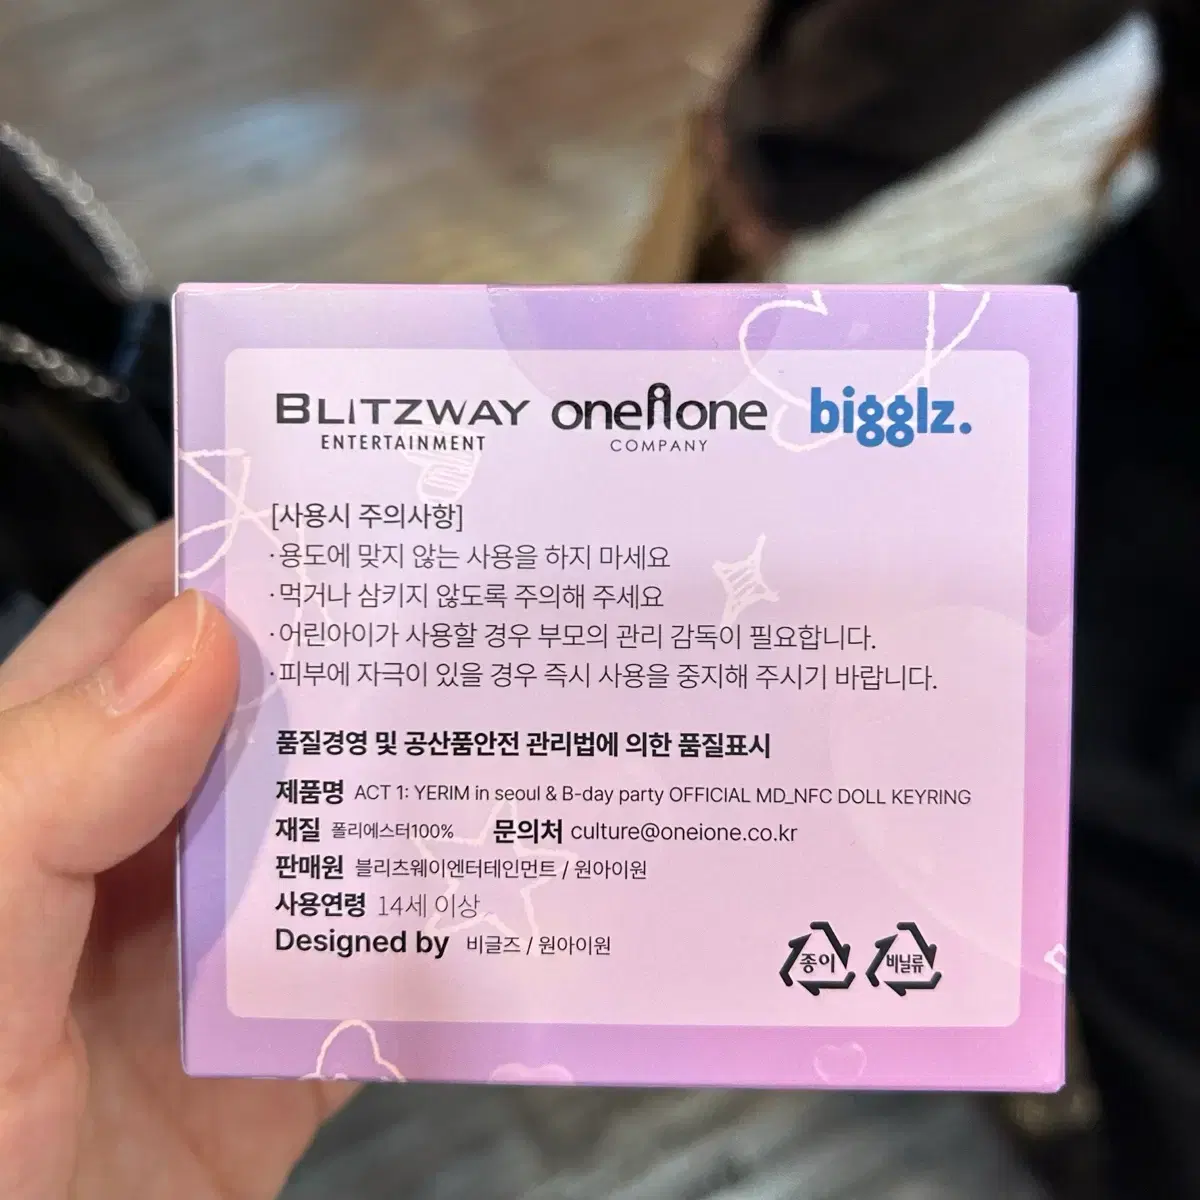 BLITZWAY
ENTERTAINMENT
oneione
COMPANY
bigglz.
[사용시 주의사항]
·용도에 맞지 않는 사용을 하지 마세요
·먹거나 삼키지 않도록 주의해 주세요
·어린아이가 사용할 경우 부모의 관리 감독이 필요합니다.
·피부에 자극이 있을 경우 즉시 사용을 중지해 주시기 바랍니다.
품질경영 및 공산품안전 관리법에 의한 품질표시
제품명 ACT 1: YERIM in seoul & B-day party OFFICIAL MD_NFC DOLL KEYRING
재질 폴리에스터100% 문의처 culture@oneione.co.kr
판매원 블리츠웨이엔터테인먼트 / 원아이원
사용연령 14세 이상
Designed by 비글즈 / 원아이원
종이 비닐류